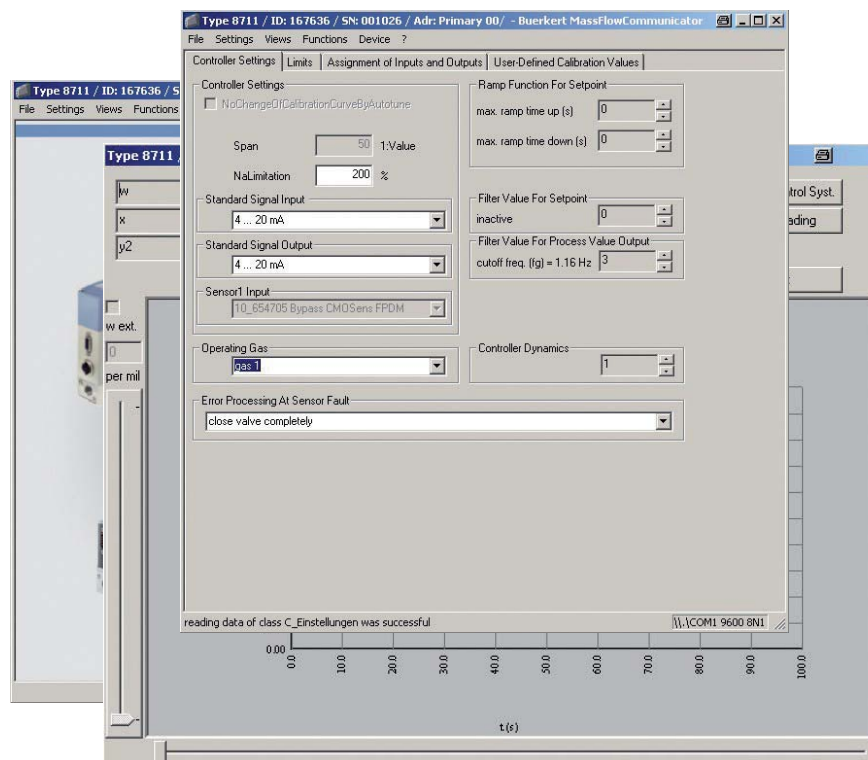 Type 8711 / ID: 167636 / SN: 001026 / Adr: Primary 00/ - Buerkert MassFlowCommunicator
File Settings Views Functions Device ?
Controller Settings Limits Assignment of Inputs and Outputs User-Defined Calibration Values
Controller Settings
NoChangeOfCalibrationCurveByAutotune
Span 50 1:Value
NaLimitation 200 %
Standard Signal Input
4 ... 20 mA
Standard Signal Output
4 ... 20 mA
Sensor1 Input
10_654705 Bypass CMOSens FPDM
Operating Gas
gas 1
Ramp Function For Setpoint
max. ramp time up (s) 0
max. ramp time down (s) 0
Filter Value For Setpoint
inactive 0
Filter Value For Process Value Output
cutoff freq. (fg) = 1.16 Hz 3
Controller Dynamics
1
Error Processing At Sensor Fault
close valve completely
reading data of class C_Einstellungen was successful \\.\COM1 9600 8N1
Type 8711 / ID: 167636 / S
File Settings Views Functions
Type 8711
w
x
y2
w ext.
0
per mil
trol Syst.
ading
0.00
0.0 10.0 20.0 30.0 40.0 50.0 60.0 70.0 80.0 90.0 100.0
t(s)